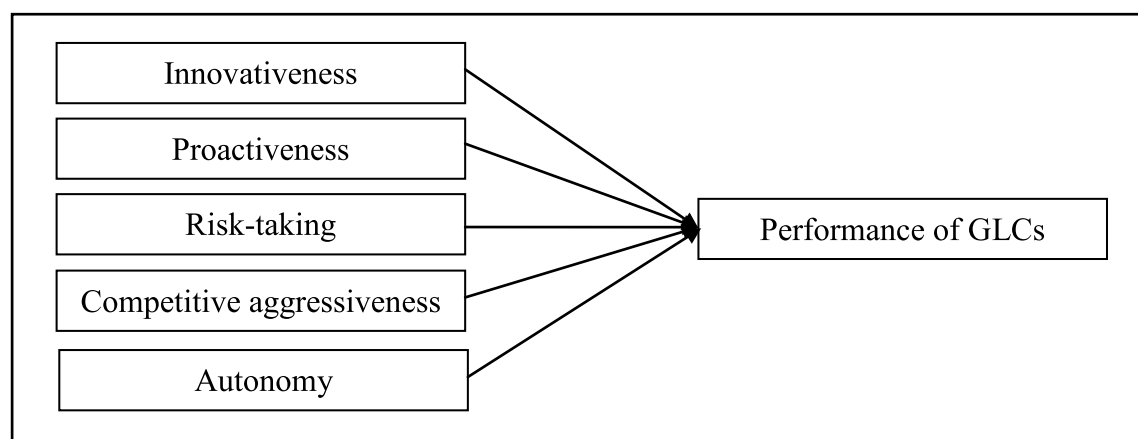 Innovativeness
Proactiveness
Risk-taking
Performance of GLCs
Competitive aggressiveness
Autonomy